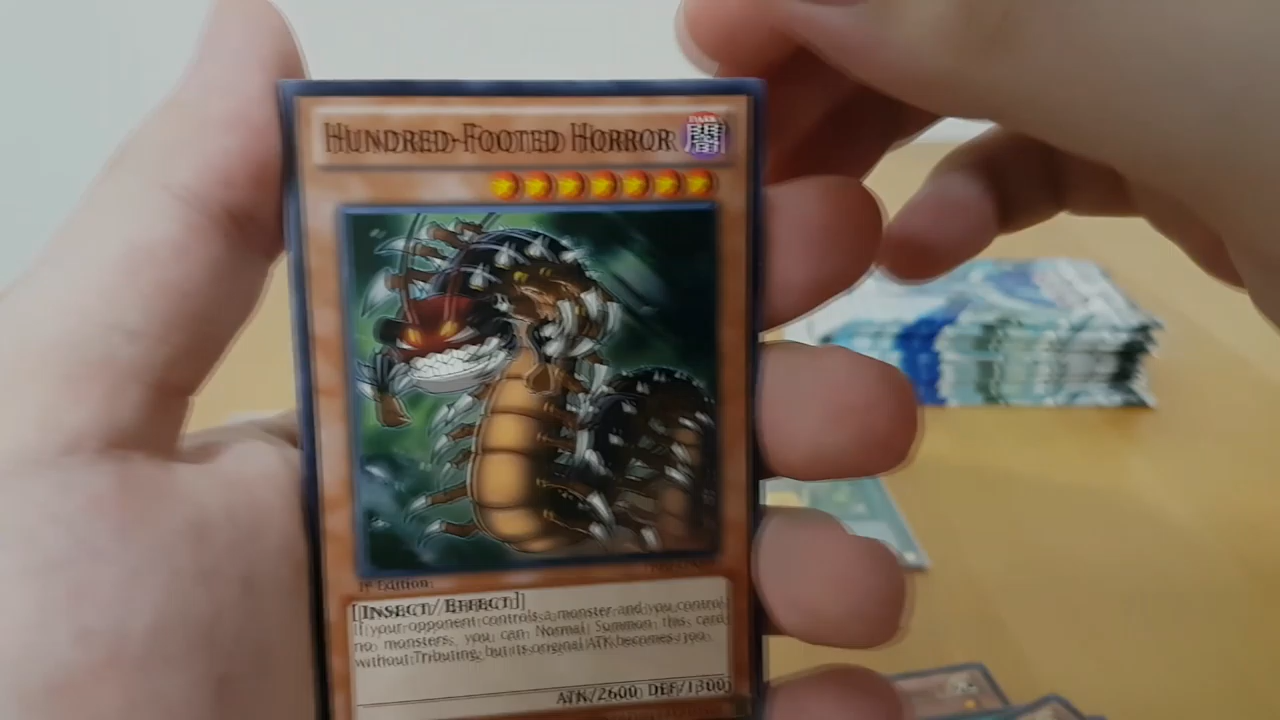 HUNDRED-FOOTED HORROR
DARK
闇
1st Edition
[INSECT/EFFECT]
If your opponent controls a monster and you control
no monsters, you can Normal Summon this card
without Tributing, but its original ATK becomes 1300.
ATK/2600 DEF/1300